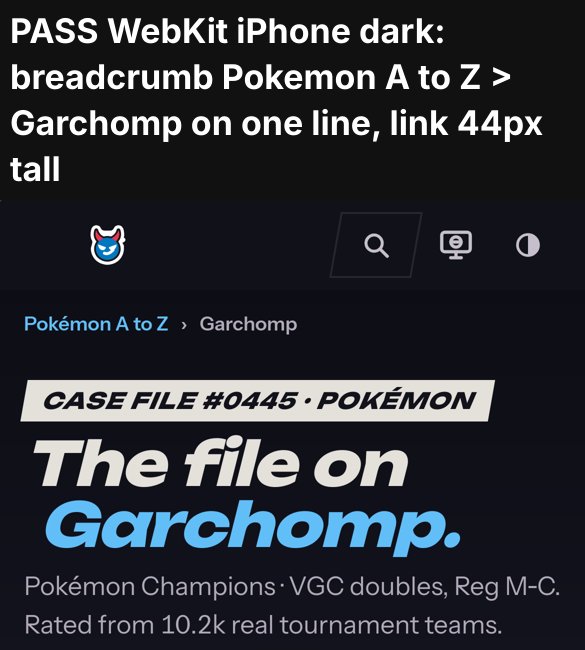 PASS WebKit iPhone dark:
breadcrumb Pokemon A to Z >
Garchomp on one line, link 44px
tall
Pokémon A to Z › Garchomp
CASE FILE #0445 · POKÉMON
The file on
Garchomp.
Pokémon Champions · VGC doubles, Reg M-C.
Rated from 10.2k real tournament teams.